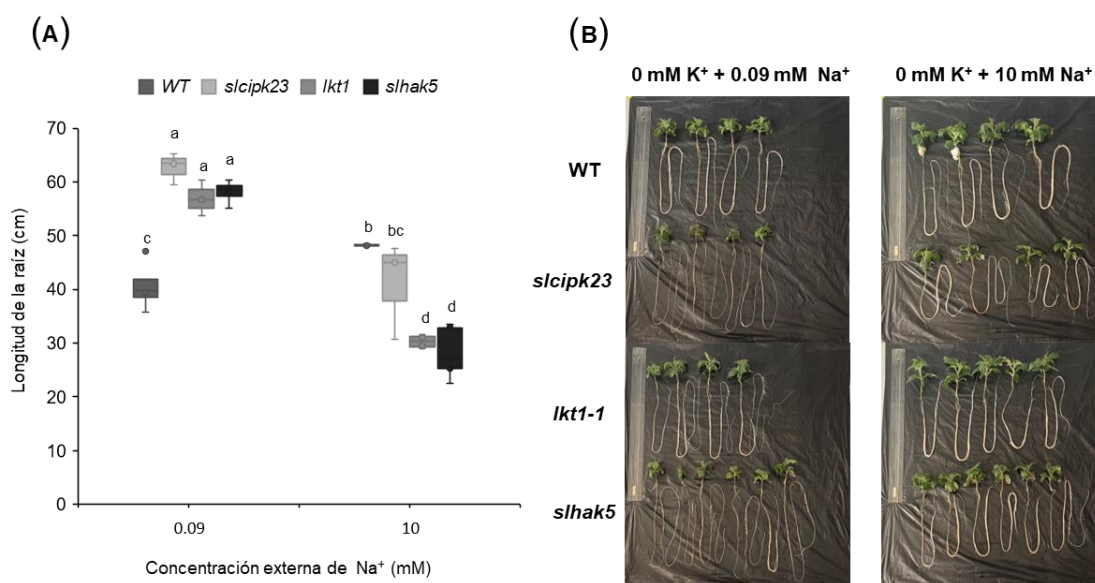 (A)
WT slcipk23 lkt1 slhak5
Longitud de la raíz (cm)
70
60
50
40
30
20
10
0
a
a
a
c
b
bc
d
d
0.09
10
Concentración externa de Na⁺ (mM)
(B)
0 mM K⁺ + 0.09 mM Na⁺
0 mM K⁺ + 10 mM Na⁺
WT
slcipk23
lkt1-1
slhak5